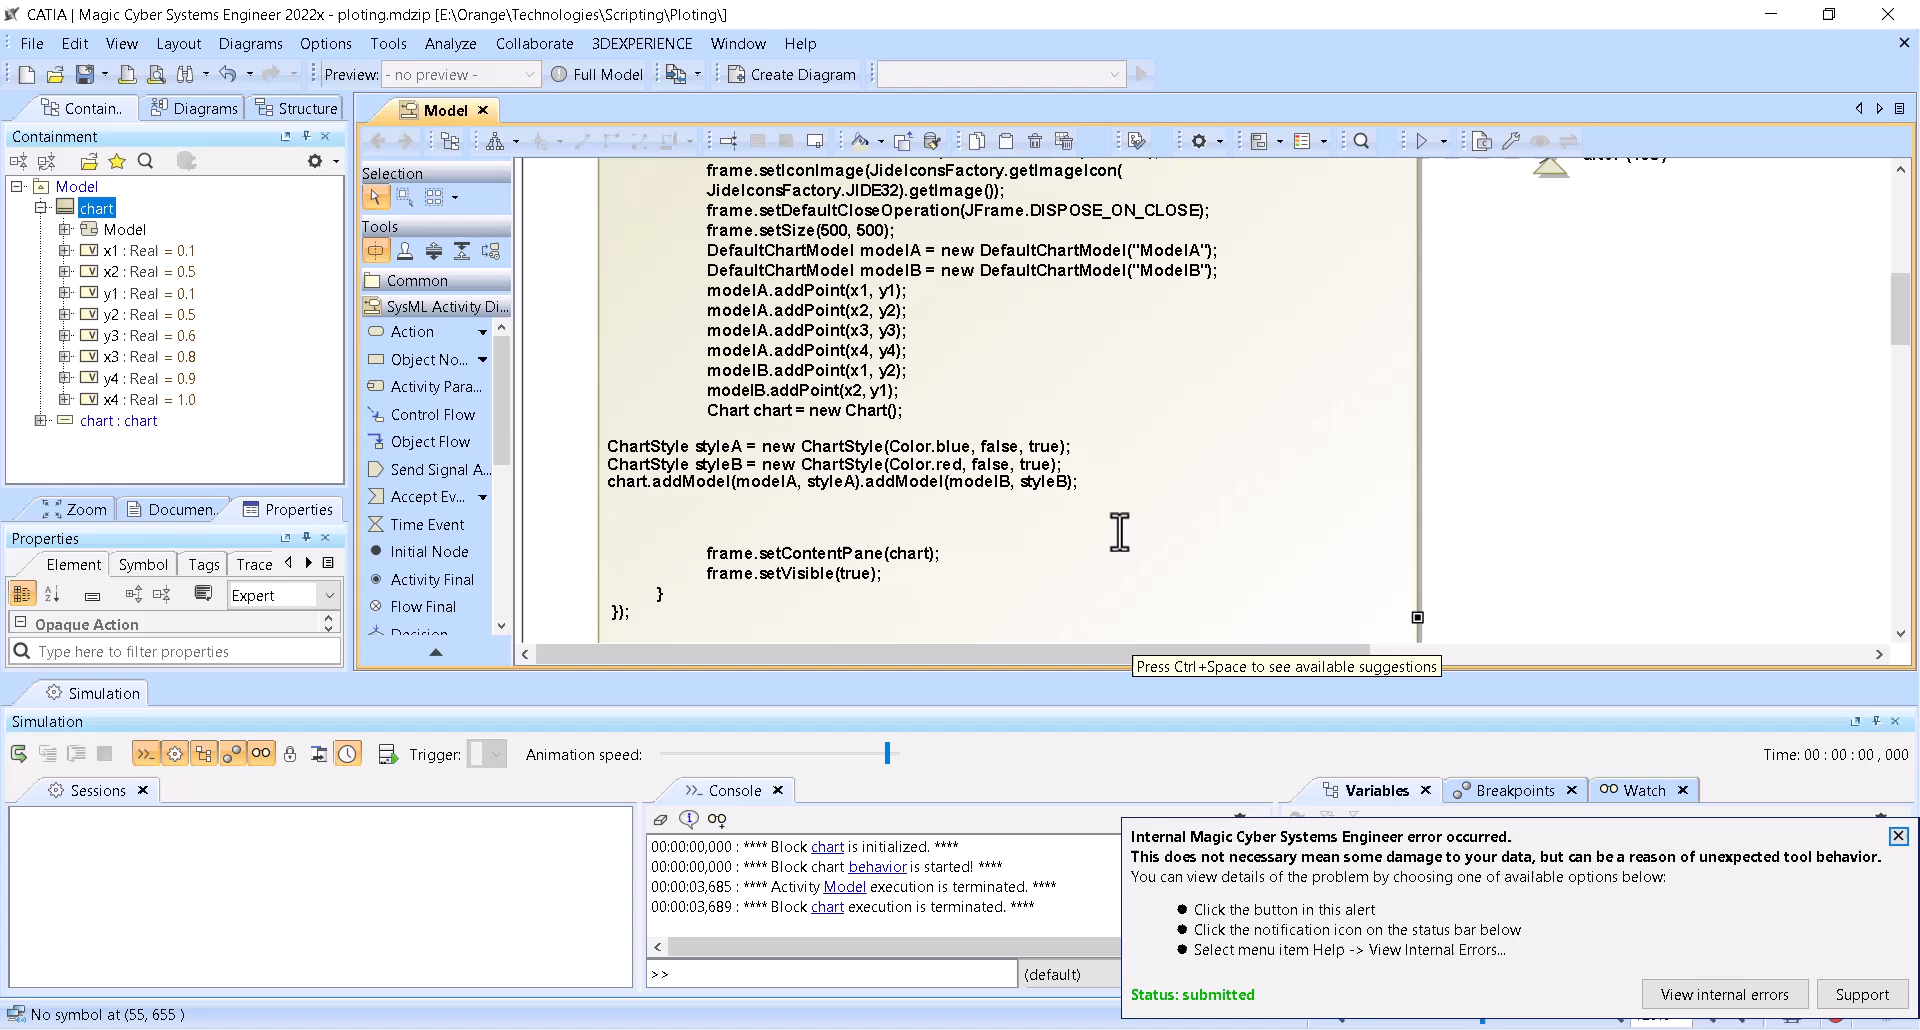 CATIA | Magic Cyber Systems Engineer 2022x - ploting.mdzip [E:\Orange\Technologies\Scripting\Ploting\]
File Edit View Layout Diagrams Options Tools Analyze Collaborate 3DEXPERIENCE Window Help
Preview: - no preview - Full Model Create Diagram
Contain.. Diagrams Structure
Model
Containment
Model
chart
Model
x1 : Real = 0.1
x2 : Real = 0.5
y1 : Real = 0.1
y2 : Real = 0.5
y3 : Real = 0.6
x3 : Real = 0.8
y4 : Real = 0.9
x4 : Real = 1.0
chart : chart
Zoom Documen.. Properties
Properties
Element Symbol Tags Trace
Expert
Opaque Action
Type here to filter properties
Selection
Tools
Common
SysML Activity Di...
Action
Object No...
Activity Para...
Control Flow
Object Flow
Send Signal A...
Accept Ev...
Time Event
Initial Node
Activity Final
Flow Final
Decision
frame.setIconImage(JideIconsFactory.getImageIcon(
JideIconsFactory.JIDE32).getImage());
frame.setDefaultCloseOperation(JFrame.DISPOSE_ON_CLOSE);
frame.setSize(500, 500);
DefaultChartModel modelA = new DefaultChartModel("ModelA");
DefaultChartModel modelB = new DefaultChartModel("ModelB");
modelA.addPoint(x1, y1);
modelA.addPoint(x2, y2);
modelA.addPoint(x3, y3);
modelA.addPoint(x4, y4);
modelB.addPoint(x1, y2);
modelB.addPoint(x2, y1);
Chart chart = new Chart();
ChartStyle styleA = new ChartStyle(Color.blue, false, true);
ChartStyle styleB = new ChartStyle(Color.red, false, true);
chart.addModel(modelA, styleA).addModel(modelB, styleB);
frame.setContentPane(chart);
frame.setVisible(true);
}
});
Press Ctrl+Space to see available suggestions
Simulation
Simulation
Trigger: Animation speed: Time: 00 : 00 : 00 , 000
Sessions Console Variables Breakpoints Watch
00:00:00,000 : **** Block chart is initialized. ****
00:00:00,000 : **** Block chart behavior is started! ****
00:00:03,685 : **** Activity Model execution is terminated. ****
00:00:03,689 : **** Block chart execution is terminated. ****
>> (default)
Internal Magic Cyber Systems Engineer error occurred.
This does not necessary mean some damage to your data, but can be a reason of unexpected tool behavior.
You can view details of the problem by choosing one of available options below:
● Click the button in this alert
● Click the notification icon on the status bar below
● Select menu item Help -> View Internal Errors...
Status: submitted View internal errors Support
No symbol at (55, 655 )